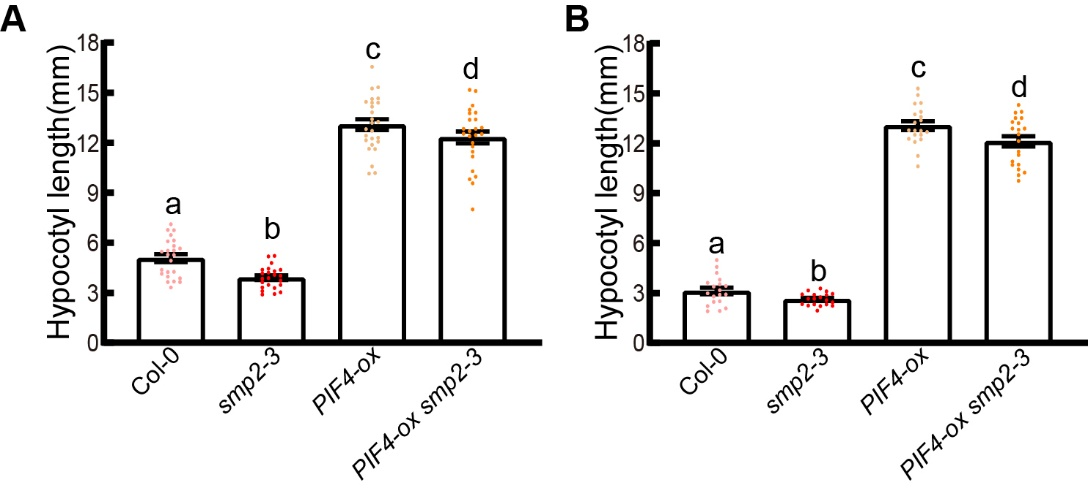 A
Hypocotyl length(mm)
18
15
12
9
6
3
0
a
b
c
d
Col-0
smp2-3
PIF4-ox
PIF4-ox smp2-3
B
Hypocotyl length(mm)
18
15
12
9
6
3
0
a
b
c
d
Col-0
smp2-3
PIF4-ox
PIF4-ox smp2-3